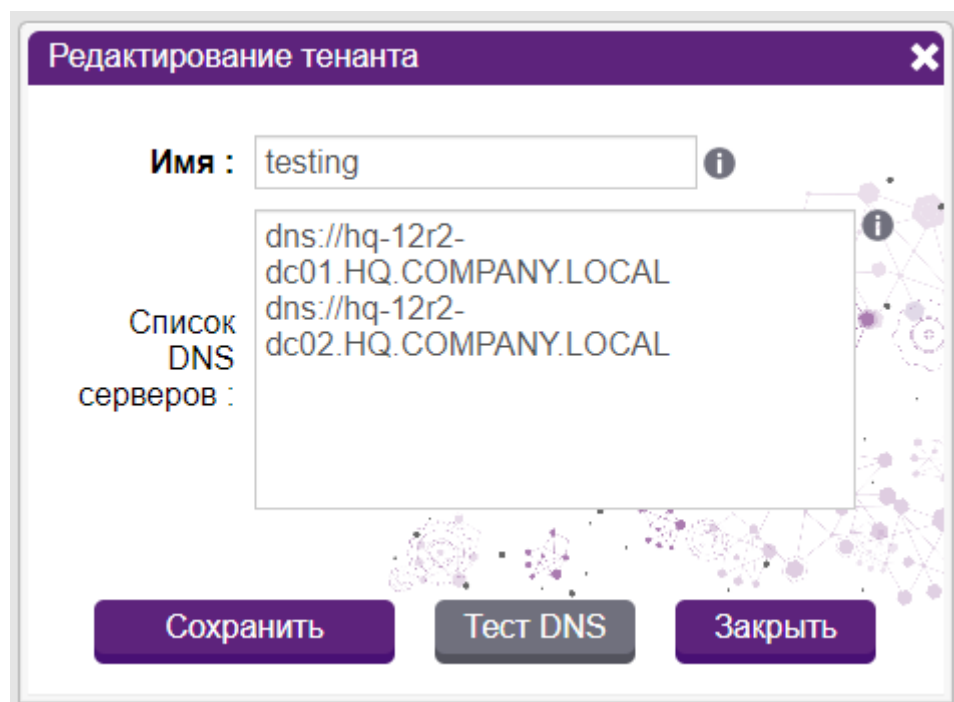 Редактирование тенанта
Имя :
testing
dns://hq-12r2-
dc01.HQ.COMPANY.LOCAL
dns://hq-12r2-
dc02.HQ.COMPANY.LOCAL
Список
DNS
серверов :
Сохранить
Тест DNS
Закрыть